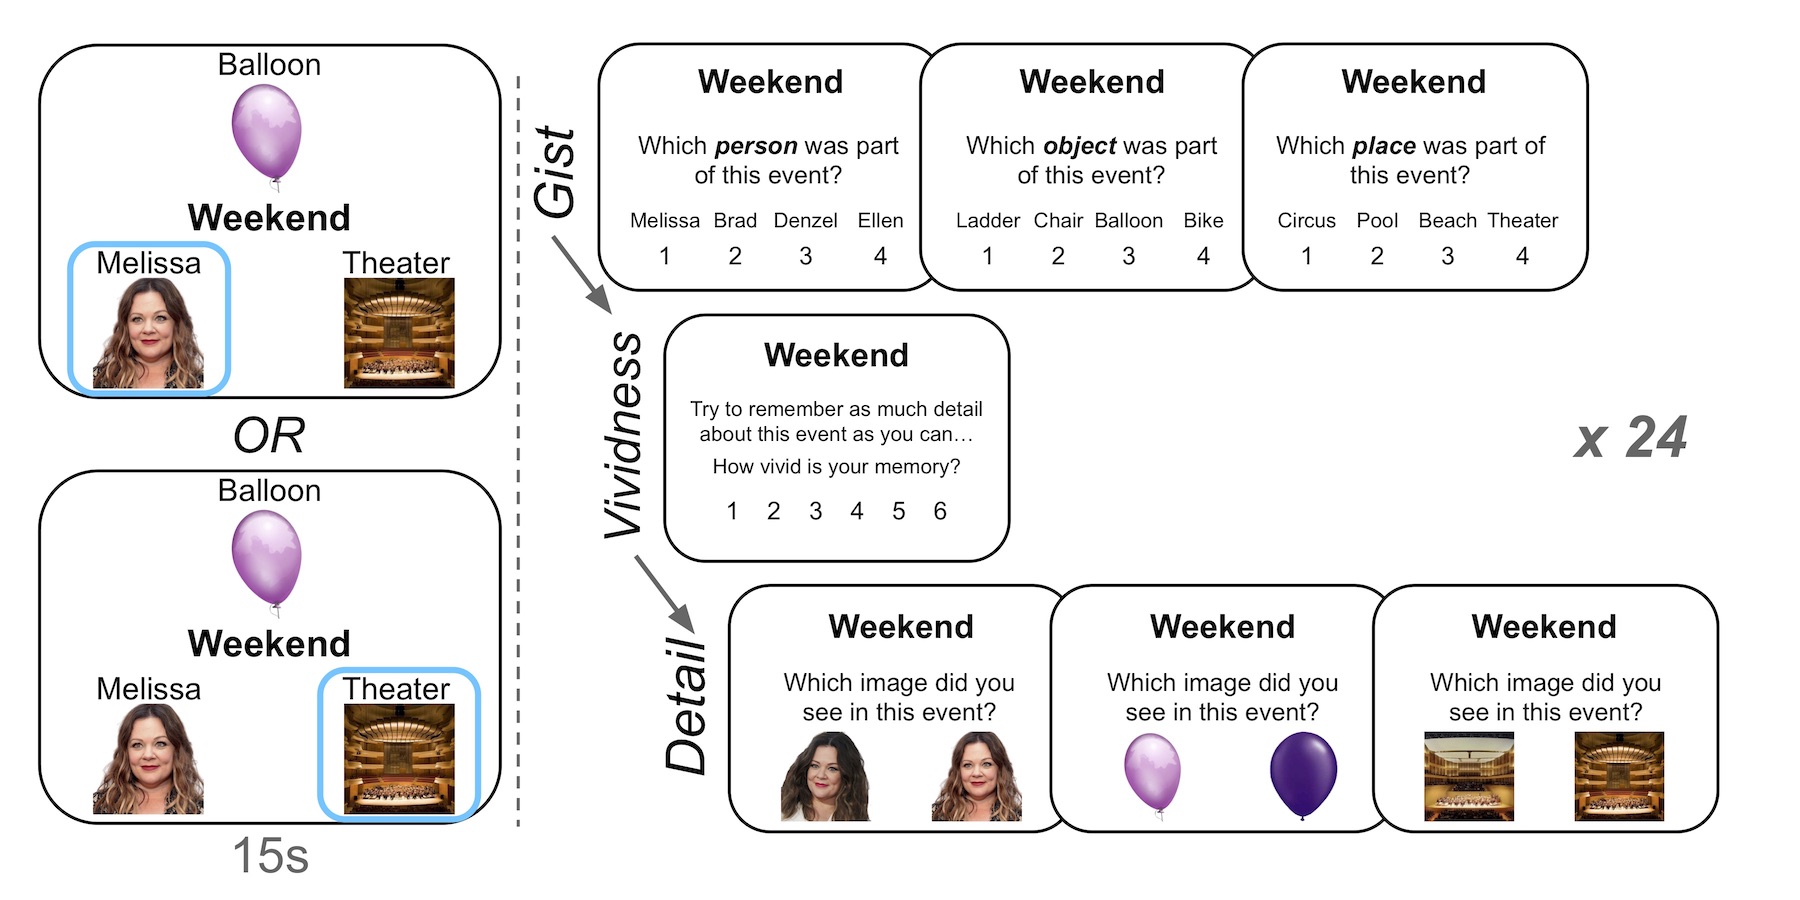 Balloon
Weekend
Melissa Theater
OR
Balloon
Weekend
Melissa Theater
15s
Gist
Weekend
Which person was part
of this event?
Melissa Brad Denzel Ellen
1 2 3 4
Weekend
Which object was part
of this event?
Ladder Chair Balloon Bike
1 2 3 4
Weekend
Which place was part of
this event?
Circus Pool Beach Theater
1 2 3 4
Vividness
Weekend
Try to remember as much detail
about this event as you can…
How vivid is your memory?
1 2 3 4 5 6
x 24
Detail
Weekend
Which image did you
see in this event?
Weekend
Which image did you
see in this event?
Weekend
Which image did you
see in this event?